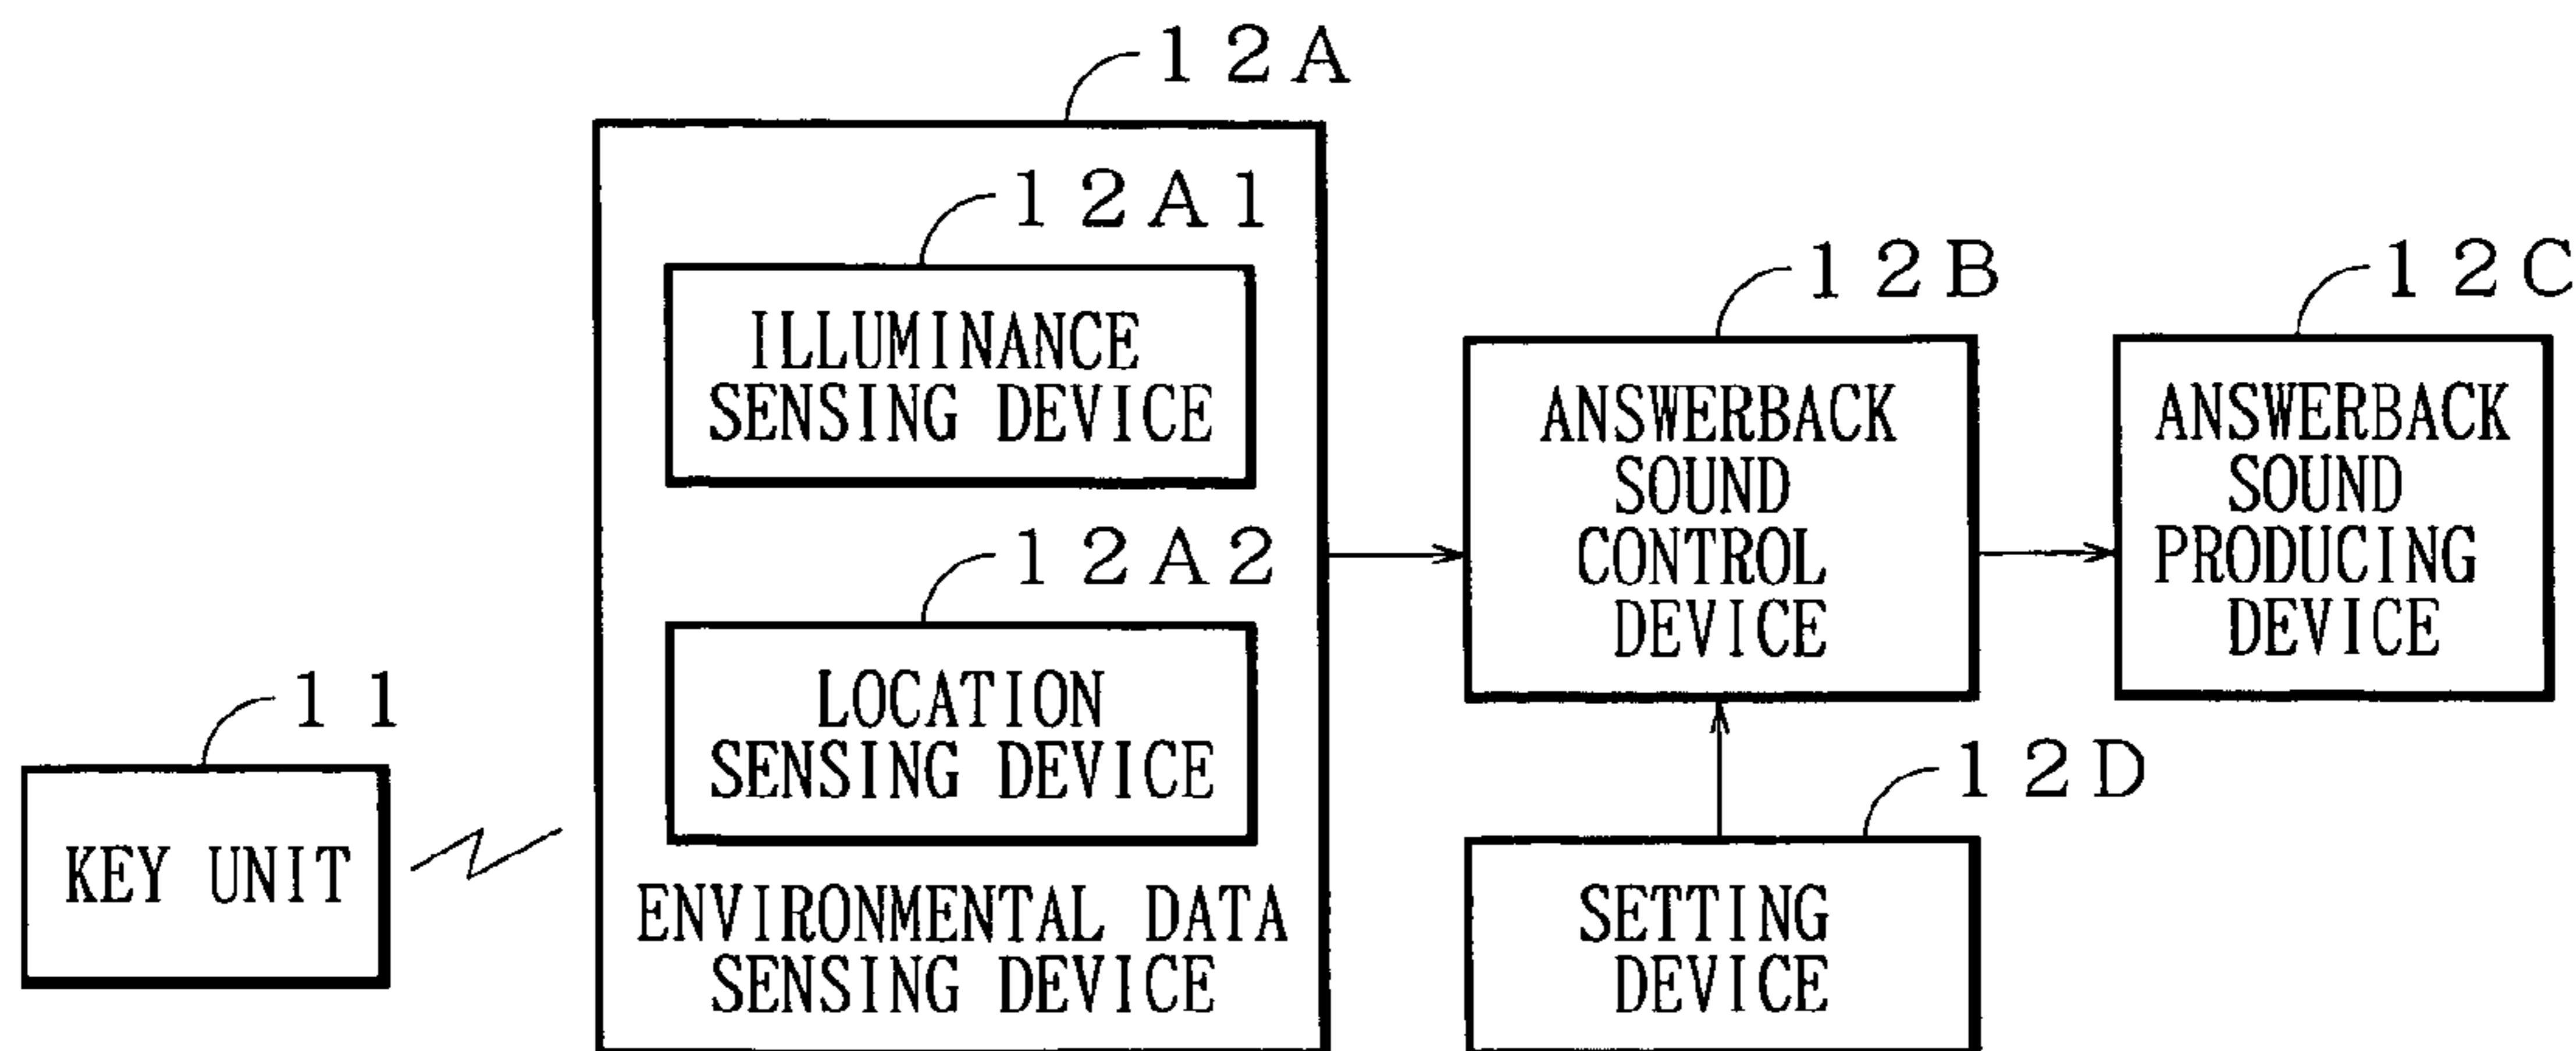 12A
12A1
ILLUMINANCE
SENSING DEVICE
12A2
LOCATION
SENSING DEVICE
ENVIRONMENTAL DATA
SENSING DEVICE
11
KEY UNIT
12B
ANSWERBACK
SOUND
CONTROL
DEVICE
12C
ANSWERBACK
SOUND
PRODUCING
DEVICE
12D
SETTING
DEVICE